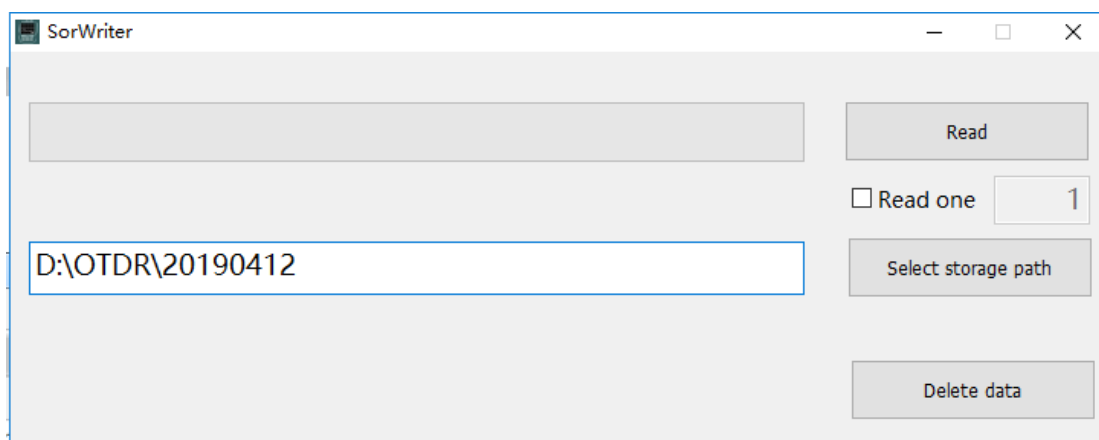 SorWriter
Read
Read one
1
D:\OTDR\20190412
Select storage path
Delete data